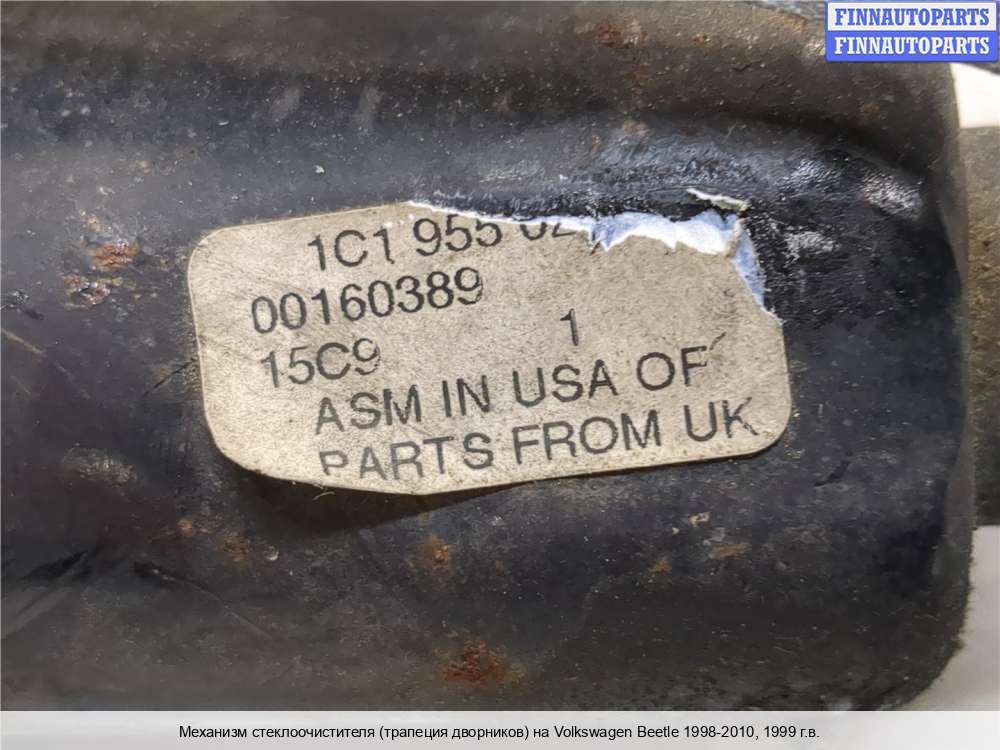 FINNAUTOPARTS
FINNAUTOPARTS
1C1 955
00160389
15C9 1
ASM IN USA OF
PARTS FROM UK
Механизм стеклоочистителя (трапеция дворников) на Volkswagen Beetle 1998-2010, 1999 г.в.